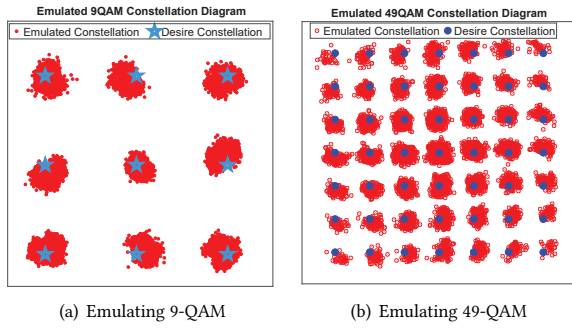 Emulated 9QAM Constellation Diagram
Emulated Constellation Desire Constellation
(a) Emulating 9-QAM
Emulated 49QAM Constellation Diagram
Emulated Constellation Desire Constellation
(b) Emulating 49-QAM